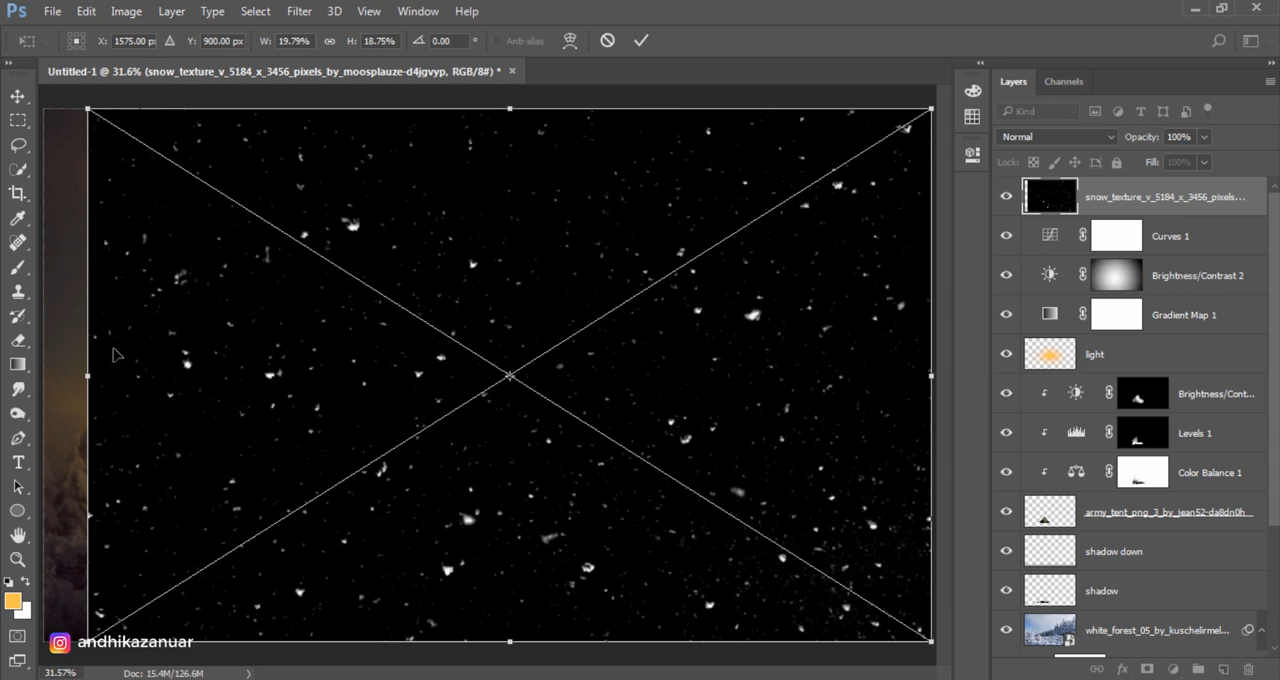 Ps File Edit Image Layer Type Select Filter 3D View Window Help
X: 1575.00 p Y: 900.00 px W: 19.79% H: 18.75% 0.00 ° Anti-alias
Untitled-1 @ 31.6% (snow_texture_v_5184_x_3456_pixels_by_moosplauze-d4jgvyp, RGB/8#) * ×
Layers Channels
Kind
Normal Opacity: 100%
Lock: Fill: 100%
snow_texture_v_5184_x_3456_pixels...
Curves 1
Brightness/Contrast 2
Gradient Map 1
light
Brightness/Cont...
Levels 1
Color Balance 1
army_tent_png_3_by_jean52-da8dn0h
shadow down
shadow
white_forest_05_by_kuschelirmel...
andhikazanuar
31.57% Doc: 15.4M/126.6M